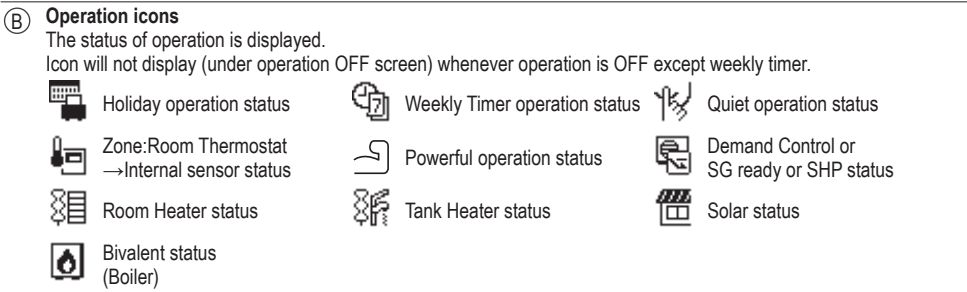 Ⓑ Operation icons
The status of operation is displayed.
Icon will not display (under operation OFF screen) whenever operation is OFF except weekly timer.
Holiday operation status
7 Weekly Timer operation status
Quiet operation status
Zone:Room Thermostat
→Internal sensor status
Powerful operation status
Demand Control or
SG ready or SHP status
Room Heater status
Tank Heater status
Solar status
Bivalent status
(Boiler)